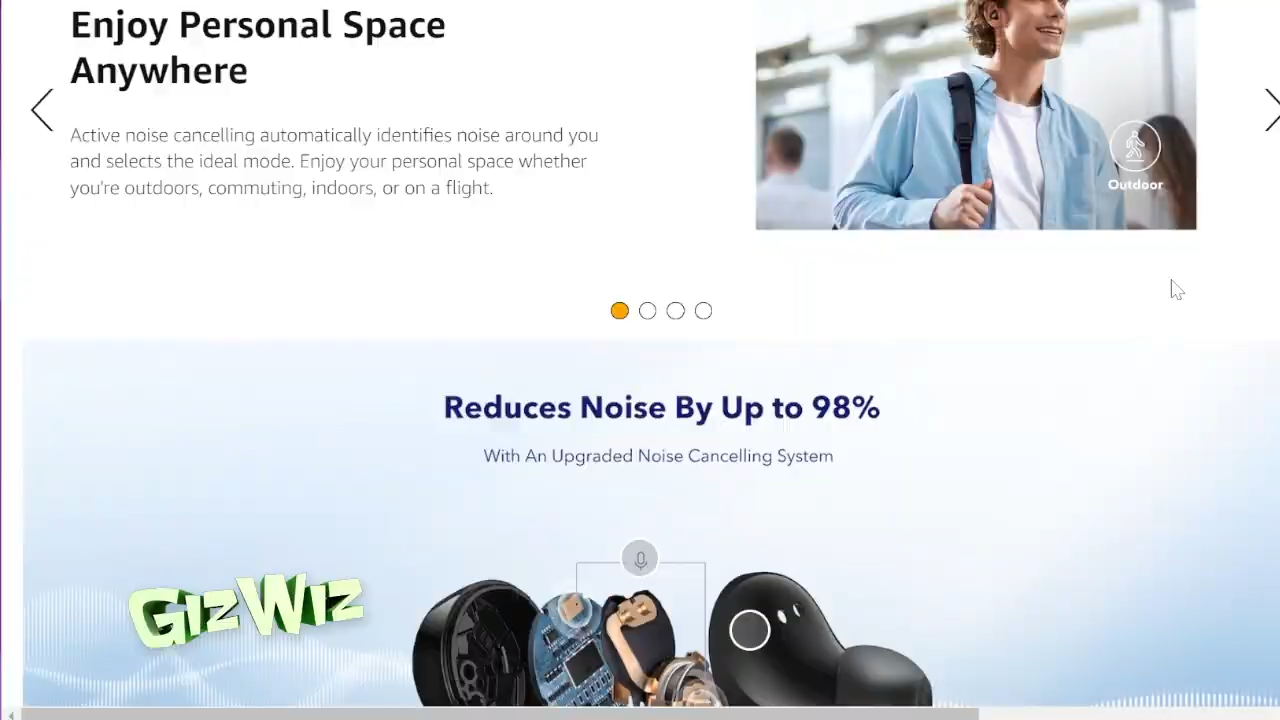 Enjoy Personal Space
Anywhere
Active noise cancelling automatically identifies noise around you
and selects the ideal mode. Enjoy your personal space whether
you're outdoors, commuting, indoors, or on a flight.
Outdoor
Reduces Noise By Up to 98%
With An Upgraded Noise Cancelling System
GizWiz